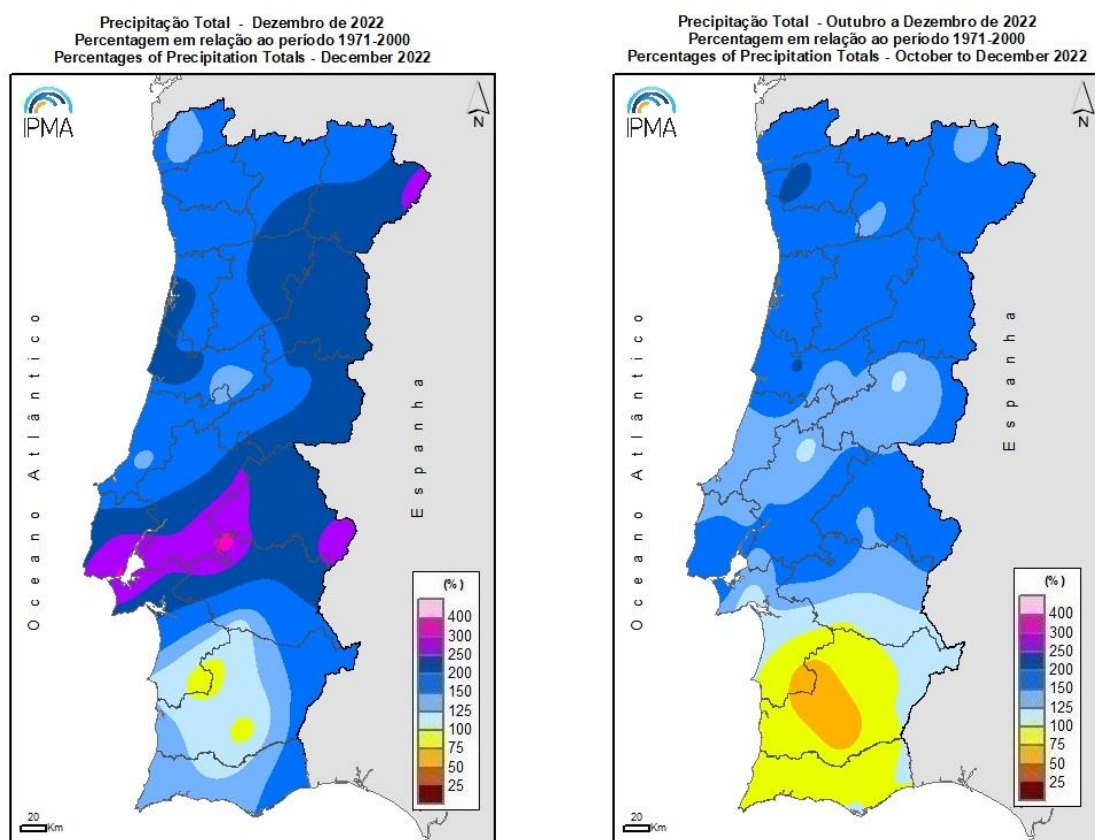 Precipitação Total - Dezembro de 2022
Percentagem em relação ao período 1971-2000
Percentages of Precipitation Totals - December 2022
IPMA
N
Oceano Atlântico
Espanha
(%)
400
300
250
200
150
125
100
75
50
25
20
Km
Precipitação Total - Outubro a Dezembro de 2022
Percentagem em relação ao período 1971-2000
Percentages of Precipitation Totals - October to December 2022
IPMA
N
Oceano Atlântico
Espanha
(%)
400
300
250
200
150
125
100
75
50
25
20
Km